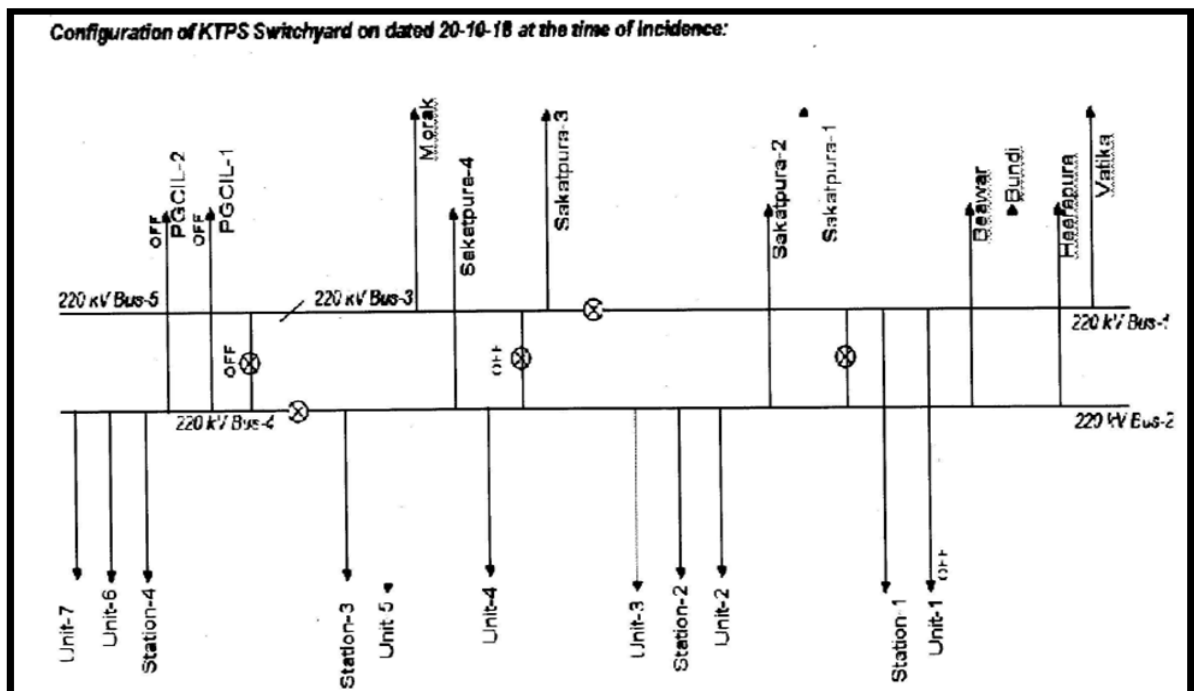 Configuration of KTPS Switchyard on dated 20-10-18 at the time of incidence:
OFF
PGCIL-2
OFF
PGCIL-1
Morak
Sekatpure-4
Sakatpura-3
Sakatpura-2
Sakatpura-1
Beawar
Bundi
Heerapura
Vatika
220 kV Bus-5
220 kV Bus-3
220 kV Bus-1
OFF
OFF
220 kV Bus-4
220 kV Bus-2
Unit-7
Unit-6
Station-4
Station-3
Unit 5
Unit-4
Unit-3
Station-2
Unit-2
Station-1
Unit-1
OFF